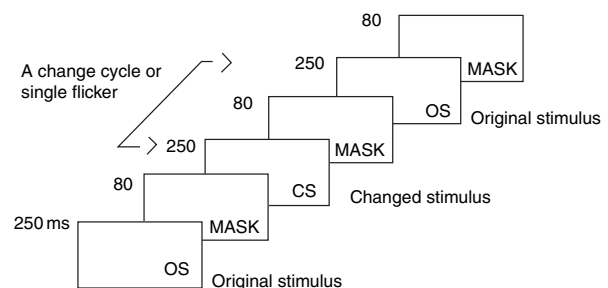 80
250
MASK
A change cycle or
single flicker
80
OS
Original stimulus
250
MASK
80
CS
Changed stimulus
250 ms
MASK
OS
Original stimulus